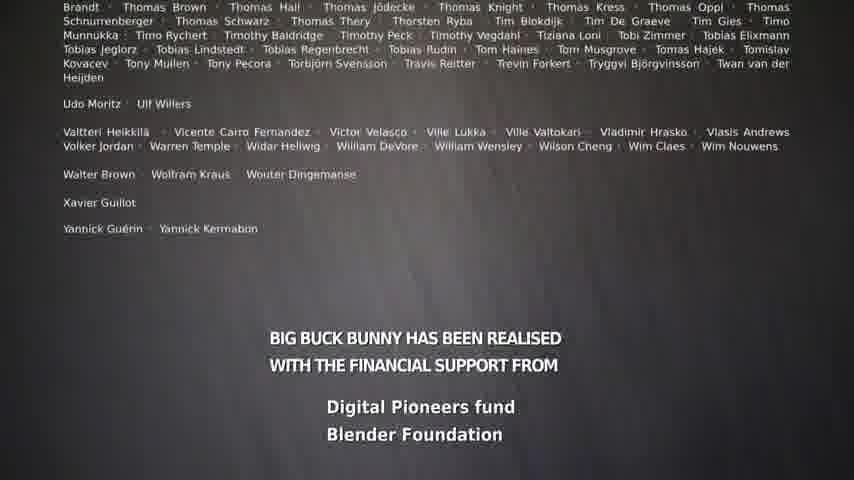 Brandt · Thomas Brown · Thomas Hall · Thomas Jödecke · Thomas Knight · Thomas Kress · Thomas Oppl · Thomas
Schnurrenberger · Thomas Schwarz · Thomas Thery · Thorsten Ryba · Tim Blokdijk · Tim De Graeve · Tim Gies · Timo
Munnukka · Timo Rychert · Timothy Baldridge · Timothy Peck · Timothy Vegdahl · Tiziana Loni · Tobi Zimmer · Tobias Elixmann
Tobias Jeglorz · Tobias Lindstedt · Tobias Regenbrecht · Tobias Rudin · Tom Haines · Tom Musgrove · Tomas Hajek · Tomislav
Kovacev · Tony Mullen · Tony Pecora · Torbjörn Svensson · Travis Reitter · Trevin Forkert · Tryggvi Björgvinsson · Twan van der
Heijden
Udo Moritz · Ulf Willers
Valtteri Heikkilä · Vicente Carro Fernandez · Victor Velasco · Ville Lukka · Ville Valtokari · Vladimir Hrasko · Vlasis Andrews
Volker Jordan · Warren Temple · Widar Hellwig · William DeVore · William Wensley · Wilson Cheng · Wim Claes · Wim Nouwens
Walter Brown · Wolfram Kraus · Wouter Dingemanse
Xavier Guillot
Yannick Guérin · Yannick Kermabon
BIG BUCK BUNNY HAS BEEN REALISED
WITH THE FINANCIAL SUPPORT FROM
Digital Pioneers fund
Blender Foundation